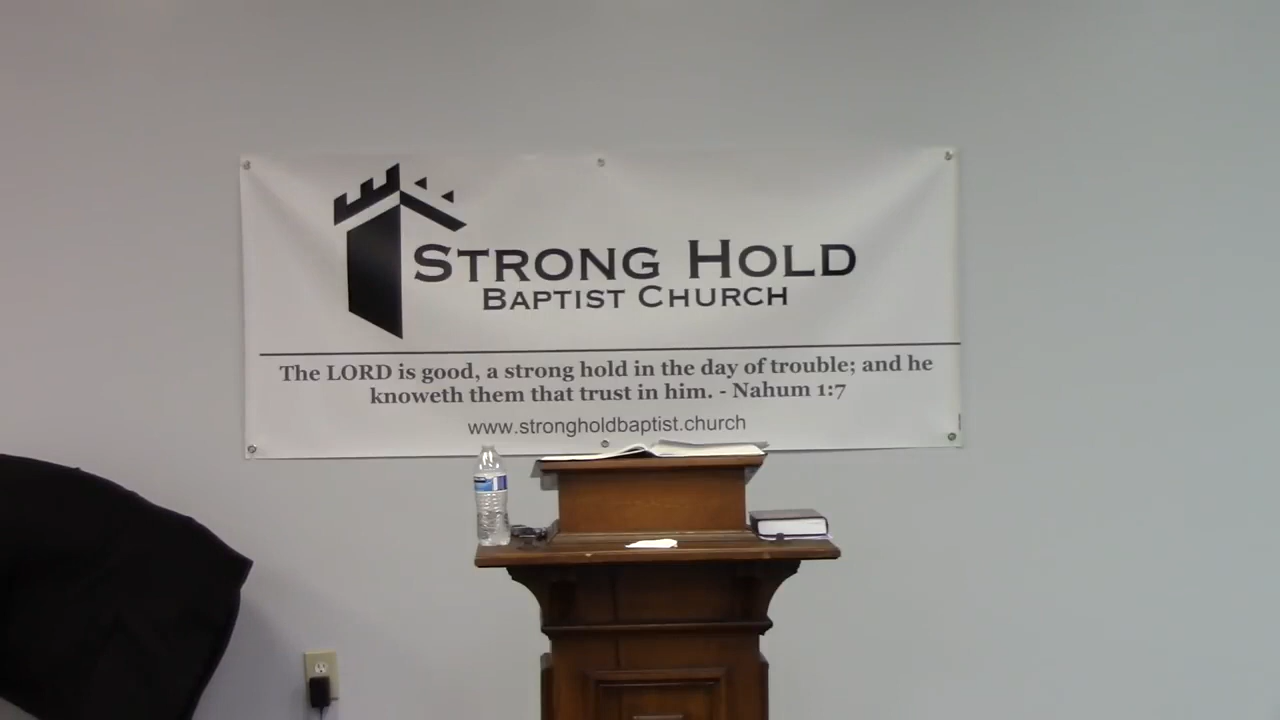 STRONG HOLD
BAPTIST CHURCH
The LORD is good, a strong hold in the day of trouble; and he
knoweth them that trust in him. - Nahum 1:7
www.strongholdbaptist.church